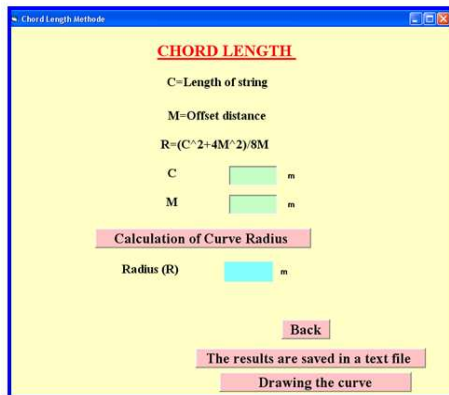 Chord Length Methode
CHORD LENGTH
C=Length of string
M=Offset distance
R=(C^2+4M^2)/8M
C m
M m
Calculation of Curve Radius
Radius (R) m
Back
The results are saved in a text file
Drawing the curve